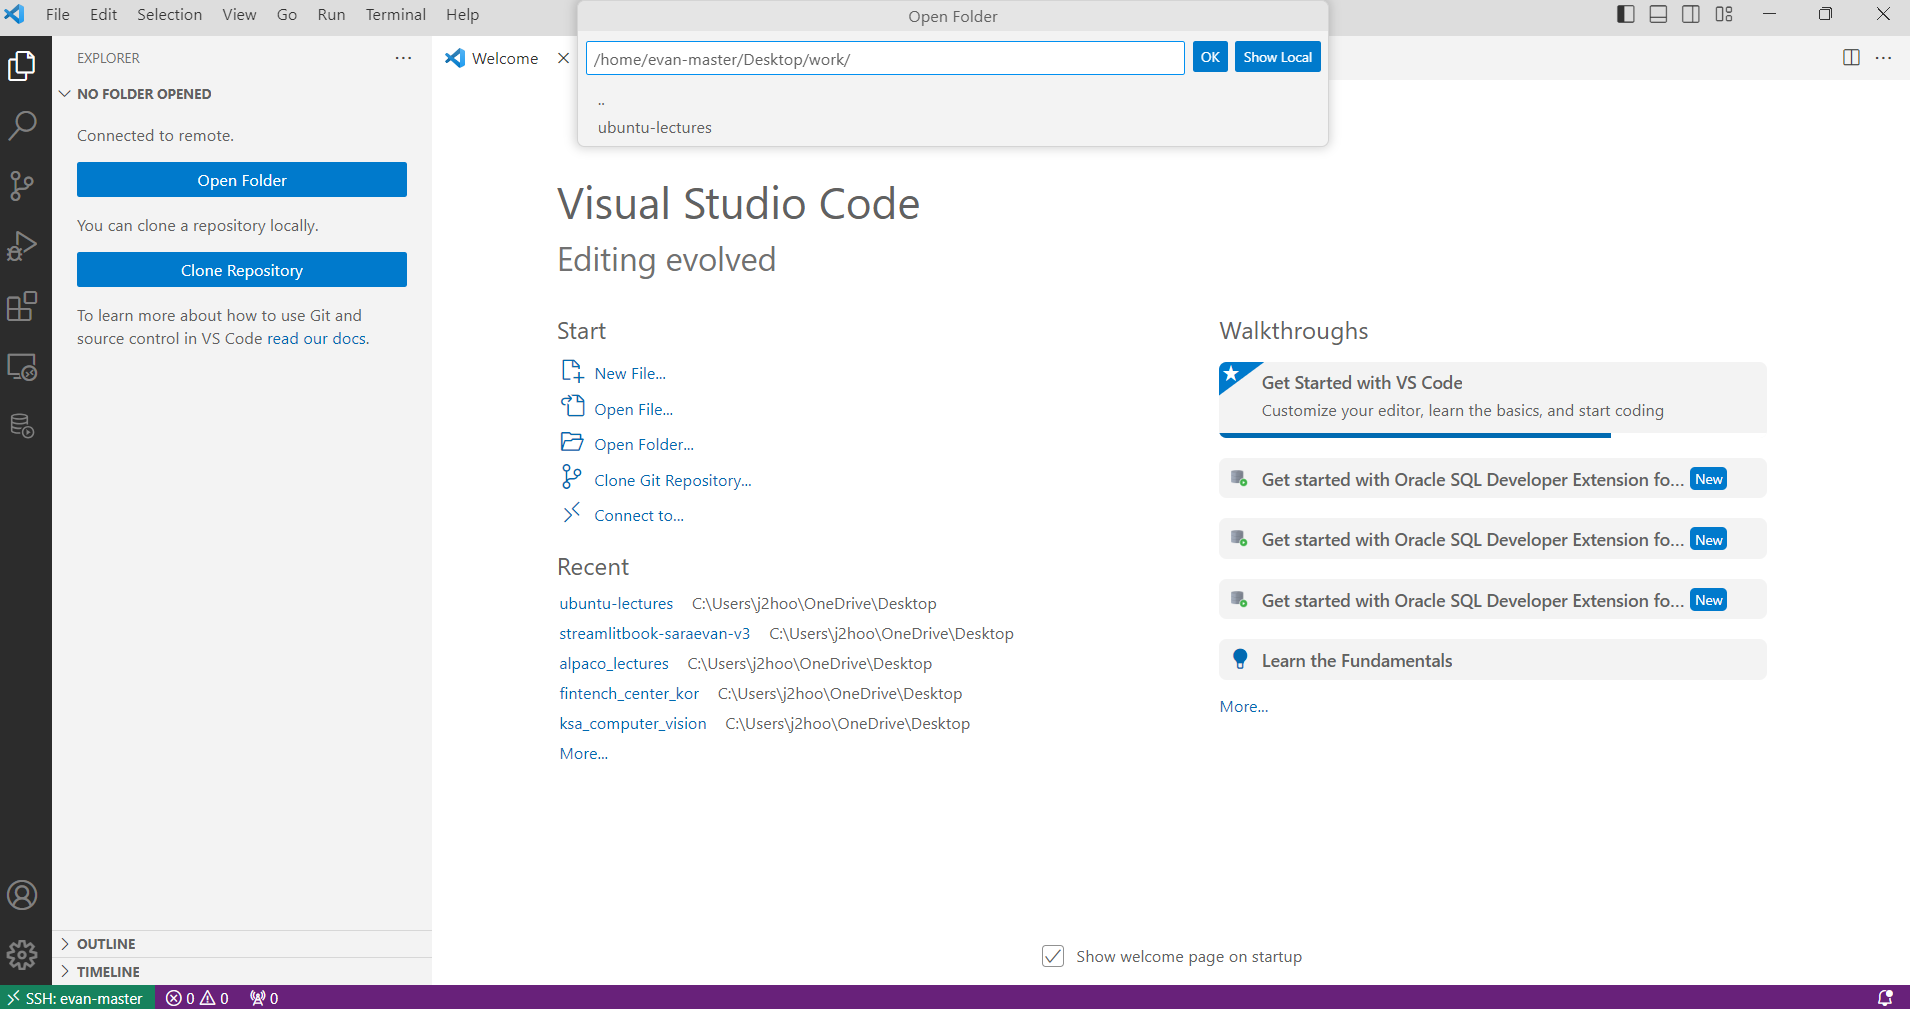 File Edit Selection View Go Run Terminal Help
Open Folder
/home/evan-master/Desktop/work/
OK
Show Local
..
ubuntu-lectures
EXPLORER
NO FOLDER OPENED
Connected to remote.
Open Folder
You can clone a repository locally.
Clone Repository
To learn more about how to use Git and
source control in VS Code read our docs.
OUTLINE
TIMELINE
Welcome
Visual Studio Code
Editing evolved
Start
New File...
Open File...
Open Folder...
Clone Git Repository...
Connect to...
Recent
ubuntu-lectures C:\Users\j2hoo\OneDrive\Desktop
streamlitbook-saraevan-v3 C:\Users\j2hoo\OneDrive\Desktop
alpaco_lectures C:\Users\j2hoo\OneDrive\Desktop
fintench_center_kor C:\Users\j2hoo\OneDrive\Desktop
ksa_computer_vision C:\Users\j2hoo\OneDrive\Desktop
More...
Walkthroughs
Get Started with VS Code
Customize your editor, learn the basics, and start coding
Get started with Oracle SQL Developer Extension fo... New
Get started with Oracle SQL Developer Extension fo... New
Get started with Oracle SQL Developer Extension fo... New
Learn the Fundamentals
More...
Show welcome page on startup
SSH: evan-master 0 0 0